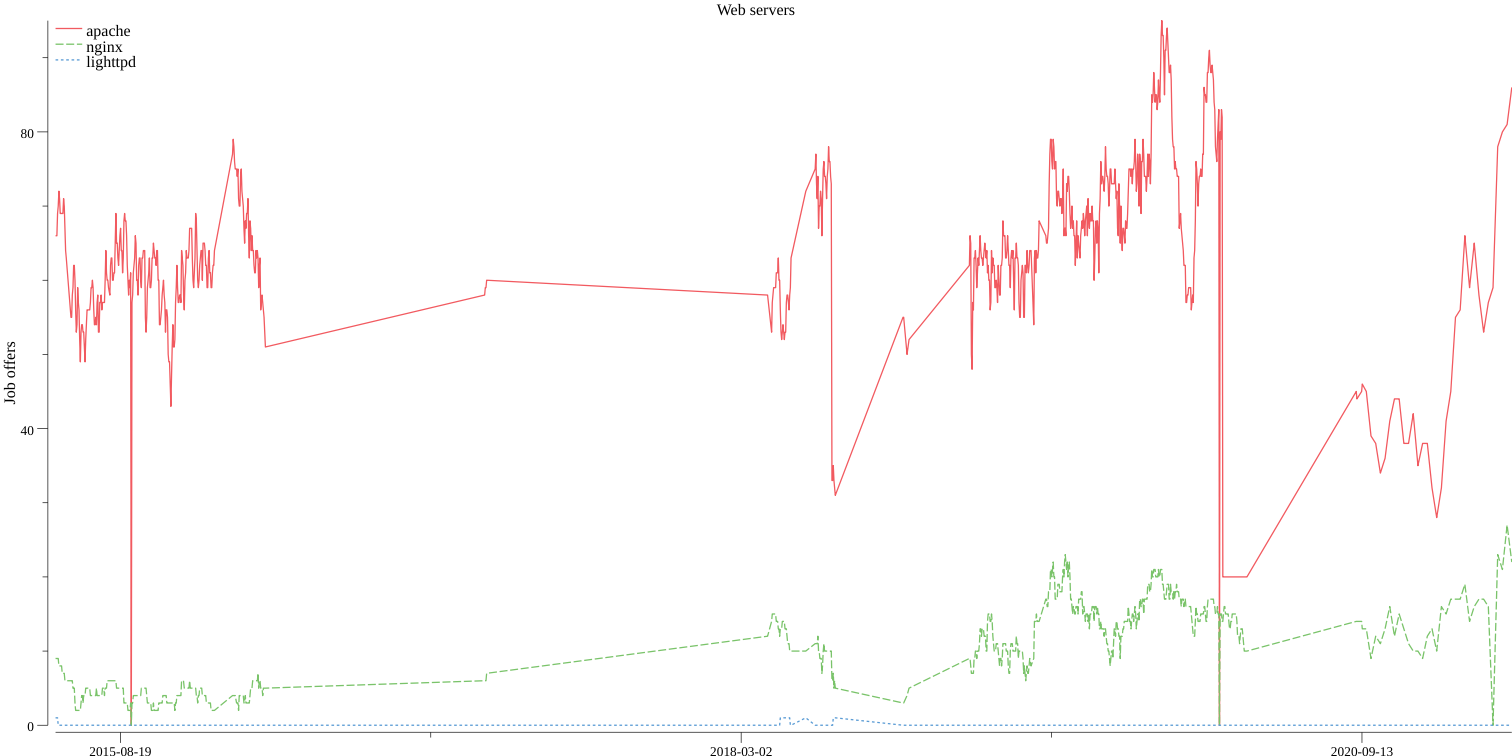 Web servers
apache
nginx
lighttpd
80
Job offers
40
0
2015-08-19
2018-03-02
2020-09-13